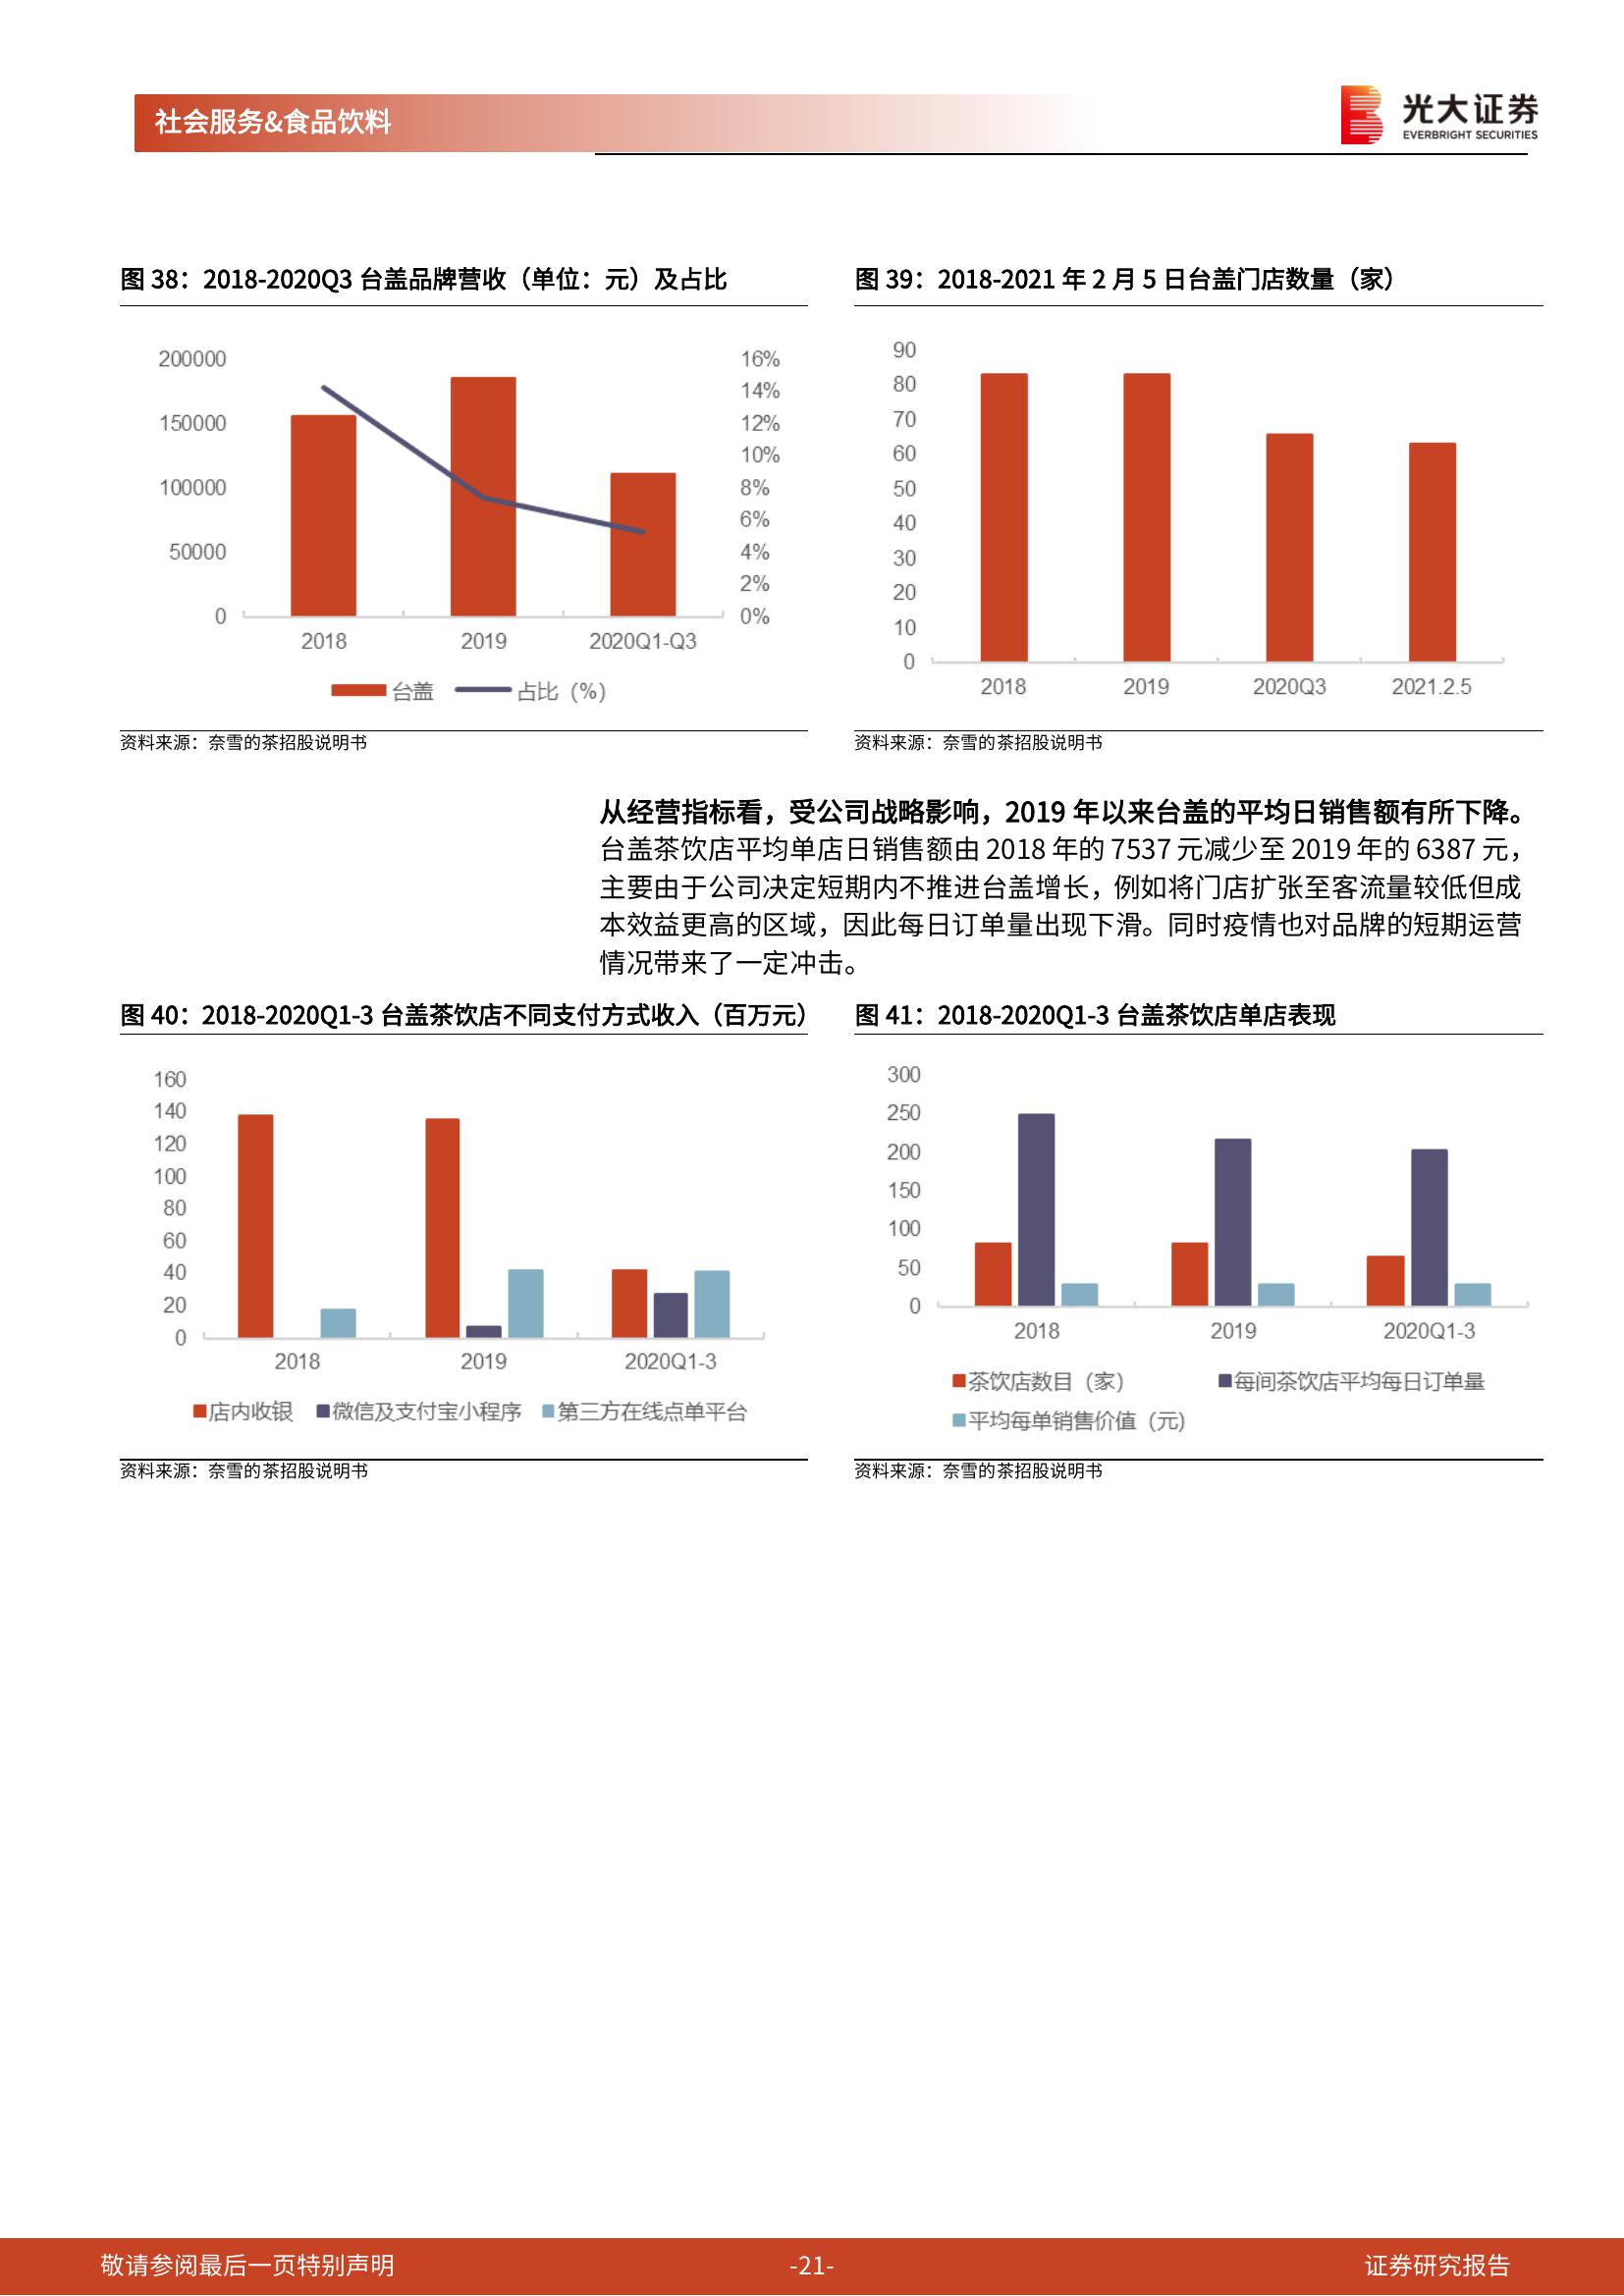 社会服务&食品饮料
光大证券
EVERBRIGHT SECURITIES
图 38：2018-2020Q3 台盖品牌营收（单位：元）及占比
200000
150000
100000
50000
0
16%
14%
12%
10%
8%
6%
4%
2%
0%
2018 2019 2020Q1-Q3
台盖 占比（%）
资料来源：奈雪的茶招股说明书
图 39：2018-2021 年 2 月 5 日台盖门店数量（家）
90
80
70
60
50
40
30
20
10
0
2018 2019 2020Q3 2021.2.5
资料来源：奈雪的茶招股说明书
从经营指标看，受公司战略影响，2019 年以来台盖的平均日销售额有所下降。
台盖茶饮店平均单店日销售额由 2018 年的 7537 元减少至 2019 年的 6387 元，
主要由于公司决定短期内不推进台盖增长，例如将门店扩张至客流量较低但成
本效益更高的区域，因此每日订单量出现下滑。同时疫情也对品牌的短期运营
情况带来了一定冲击。
图 40：2018-2020Q1-3 台盖茶饮店不同支付方式收入（百万元）
160
140
120
100
80
60
40
20
0
2018 2019 2020Q1-3
店内收银 微信及支付宝小程序 第三方在线点单平台
资料来源：奈雪的茶招股说明书
图 41：2018-2020Q1-3 台盖茶饮店单店表现
300
250
200
150
100
50
0
2018 2019 2020Q1-3
茶饮店数目（家） 每间茶饮店平均每日订单量
平均每单销售价值（元）
资料来源：奈雪的茶招股说明书
敬请参阅最后一页特别声明 -21- 证券研究报告